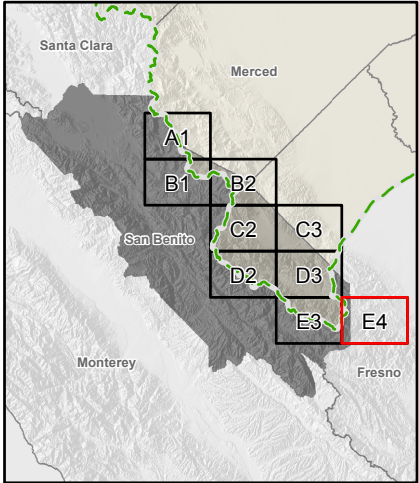 Santa Clara
Merced
A1
B1
B2
San Benito
C2
C3
D2
D3
E3
E4
Monterey
Fresno